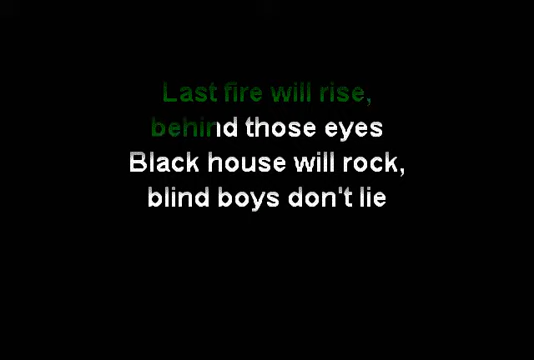 Last fire will rise,
behind those eyes
Black house will rock,
blind boys don't lie